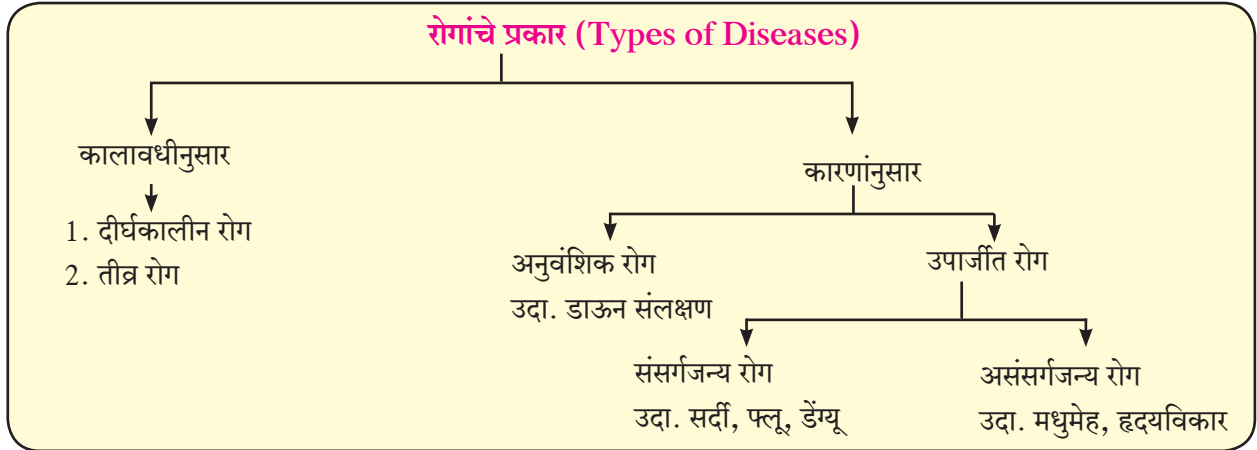 रोगांचे प्रकार (Types of Diseases)
कालावधीनुसार
1. दीर्घकालीन रोग
2. तीव्र रोग
कारणांनुसार
अनुवंशिक रोग
उदा. डाऊन संलक्षण
उपार्जीत रोग
संसर्गजन्य रोग
उदा. सर्दी, फ्लू, डेंग्यू
असंसर्गजन्य रोग
उदा. मधुमेह, हृदयविकार